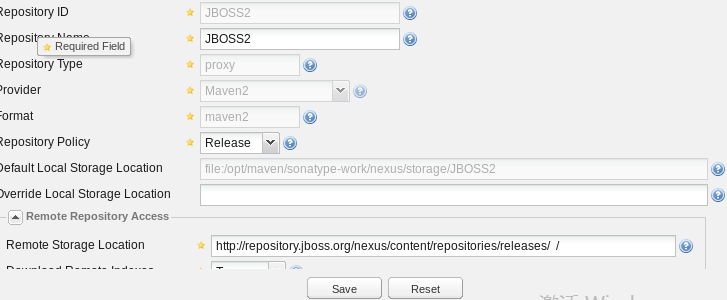 Repository ID JBOSS2
Repository Name JBOSS2
Required Field
Repository Type proxy
Provider Maven2
Format maven2
Repository Policy Release
Default Local Storage Location file:/opt/maven/sonatype-work/nexus/storage/JBOSS2
Override Local Storage Location
Remote Repository Access
Remote Storage Location http://repository.jboss.org/nexus/content/repositories/releases/ /
Download Remote Indexes
Save Reset
激活